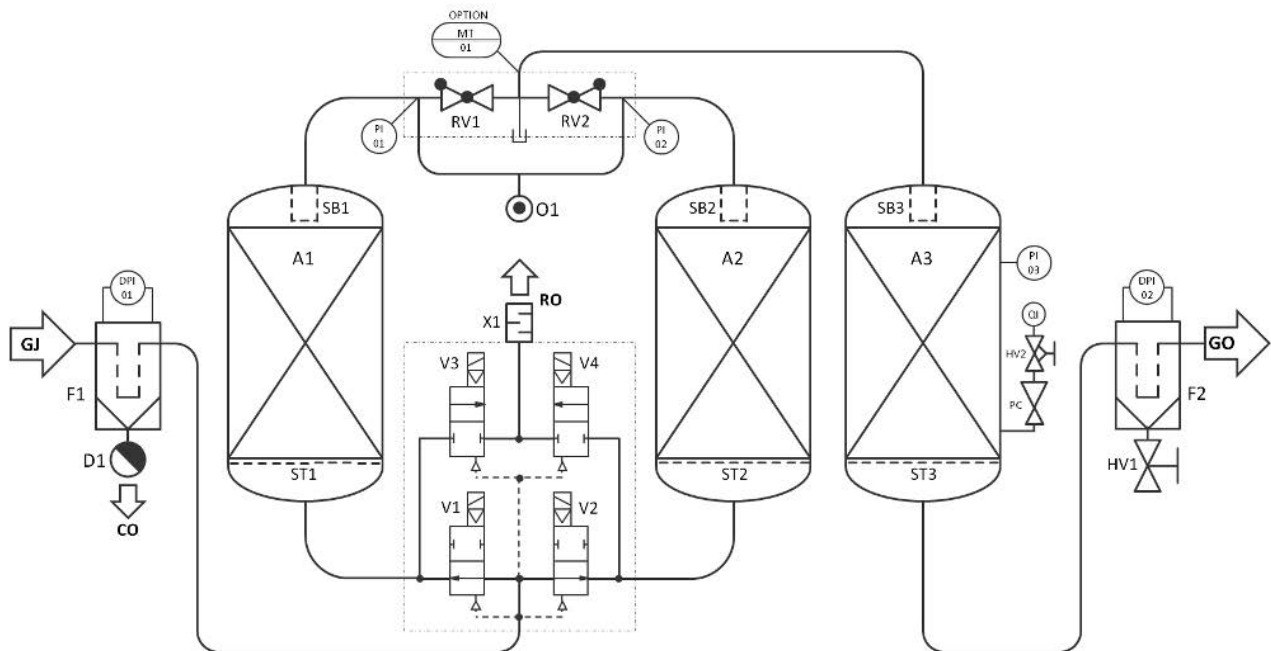 OPTION
MT
01
RV1
RV2
PI
01
PI
02
O1
SB1
SB2
SB3
A1
A2
A3
PI
03
DPI
01
DPI
02
GJ
GO
F1
F2
RO
X1
V3
V4
QJ
HV2
PC
D1
CO
ST1
ST2
ST3
HV1
V1
V2